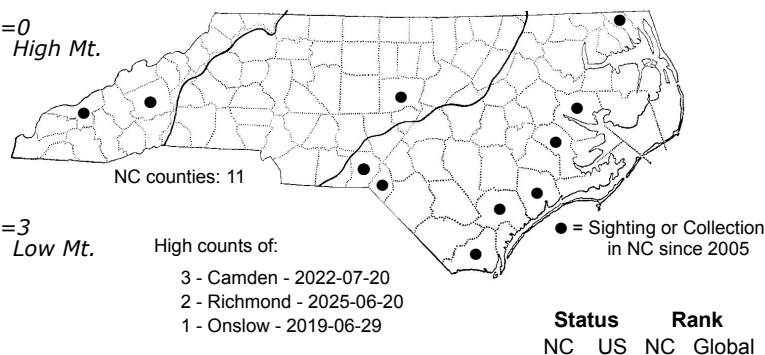 =0
High Mt.
NC counties: 11
=3
Low Mt.
High counts of:
3 - Camden - 2022-07-20
2 - Richmond - 2025-06-20
1 - Onslow - 2019-06-29
● = Sighting or Collection
in NC since 2005
Status Rank
NC US NC Global